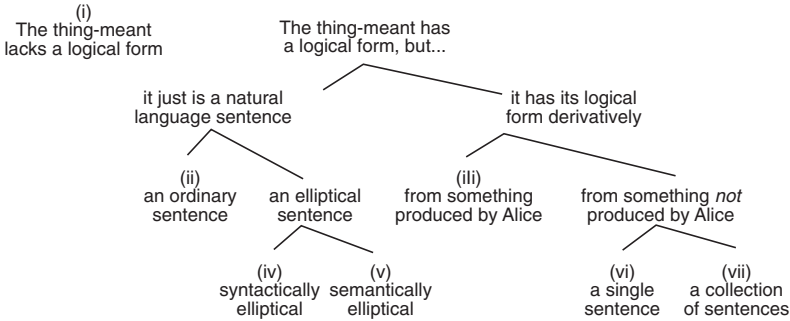 (i)
The thing-meant
lacks a logical form
The thing-meant has
a logical form, but...
it just is a natural
language sentence
it has its logical
form derivatively
(ii)
an ordinary
sentence
an elliptical
sentence
(iii)
from something
produced by Alice
from something not
produced by Alice
(iv)
syntactically
elliptical
(v)
semantically
elliptical
(vi)
a single
sentence
(vii)
a collection
of sentences